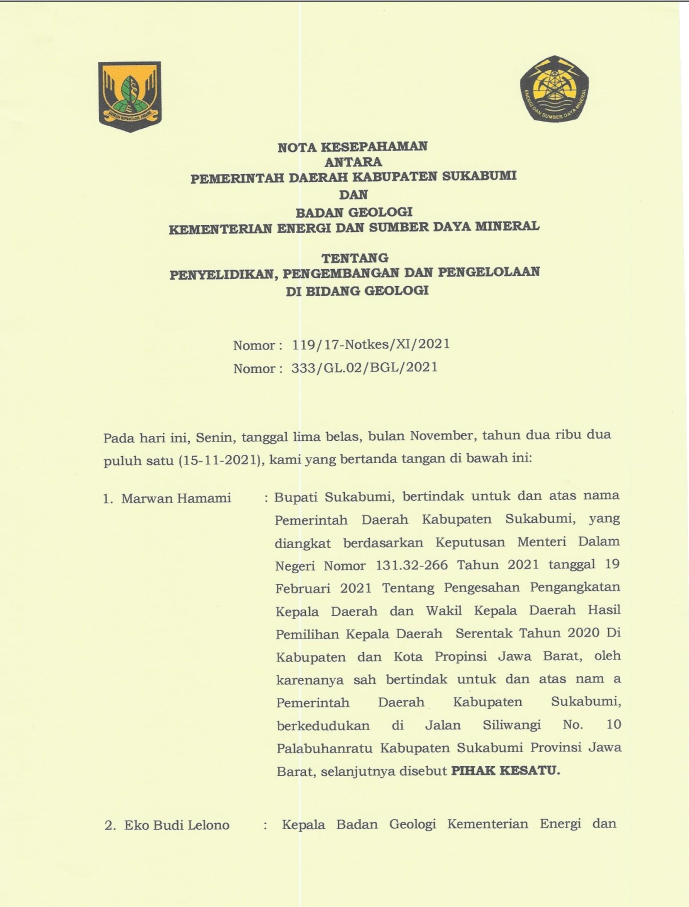 NOTA KESEPAHAMAN
ANTARA
PEMERINTAH DAERAH KABUPATEN SUKABUMI
DAN
BADAN GEOLOGI
KEMENTERIAN ENERGI DAN SUMBER DAYA MINERAL
TENTANG
PENYELIDIKAN, PENGEMBANGAN DAN PENGELOLAAN
DI BIDANG GEOLOGI
Nomor : 119/17-Notkes/XI/2021
Nomor : 333/GL.02/BGL/2021
Pada hari ini, Senin, tanggal lima belas, bulan November, tahun dua ribu dua
puluh satu (15-11-2021), kami yang bertanda tangan di bawah ini:
1. Marwan Hamami : Bupati Sukabumi, bertindak untuk dan atas nama
Pemerintah Daerah Kabupaten Sukabumi, yang
diangkat berdasarkan Keputusan Menteri Dalam
Negeri Nomor 131.32-266 Tahun 2021 tanggal 19
Februari 2021 Tentang Pengesahan Pengangkatan
Kepala Daerah dan Wakil Kepala Daerah Hasil
Pemilihan Kepala Daerah Serentak Tahun 2020 Di
Kabupaten dan Kota Propinsi Jawa Barat, oleh
karenanya sah bertindak untuk dan atas nam a
Pemerintah Daerah Kabupaten Sukabumi,
berkedudukan di Jalan Siliwangi No. 10
Palabuhanratu Kabupaten Sukabumi Provinsi Jawa
Barat, selanjutnya disebut PIHAK KESATU.
2. Eko Budi Lelono : Kepala Badan Geologi Kementerian Energi dan
ENERGI DAN SUMBER DAYA MINERAL